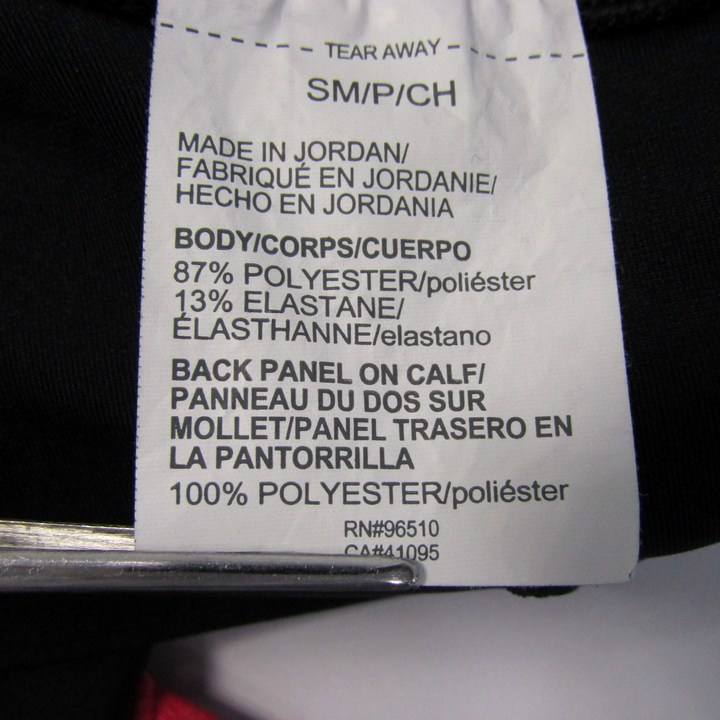 TEAR AWAY
SM/P/CH
MADE IN JORDAN/
FABRIQUÉ EN JORDANIE/
HECHO EN JORDANIA
BODY/CORPS/CUERPO
87% POLYESTER/poliéster
13% ELASTANE/
ÉLASTHANNE/elastano
BACK PANEL ON CALF/
PANNEAU DU DOS SUR
MOLLET/PANEL TRASERO EN
LA PANTORRILLA
100% POLYESTER/poliéster
RN#96510
CA#41095